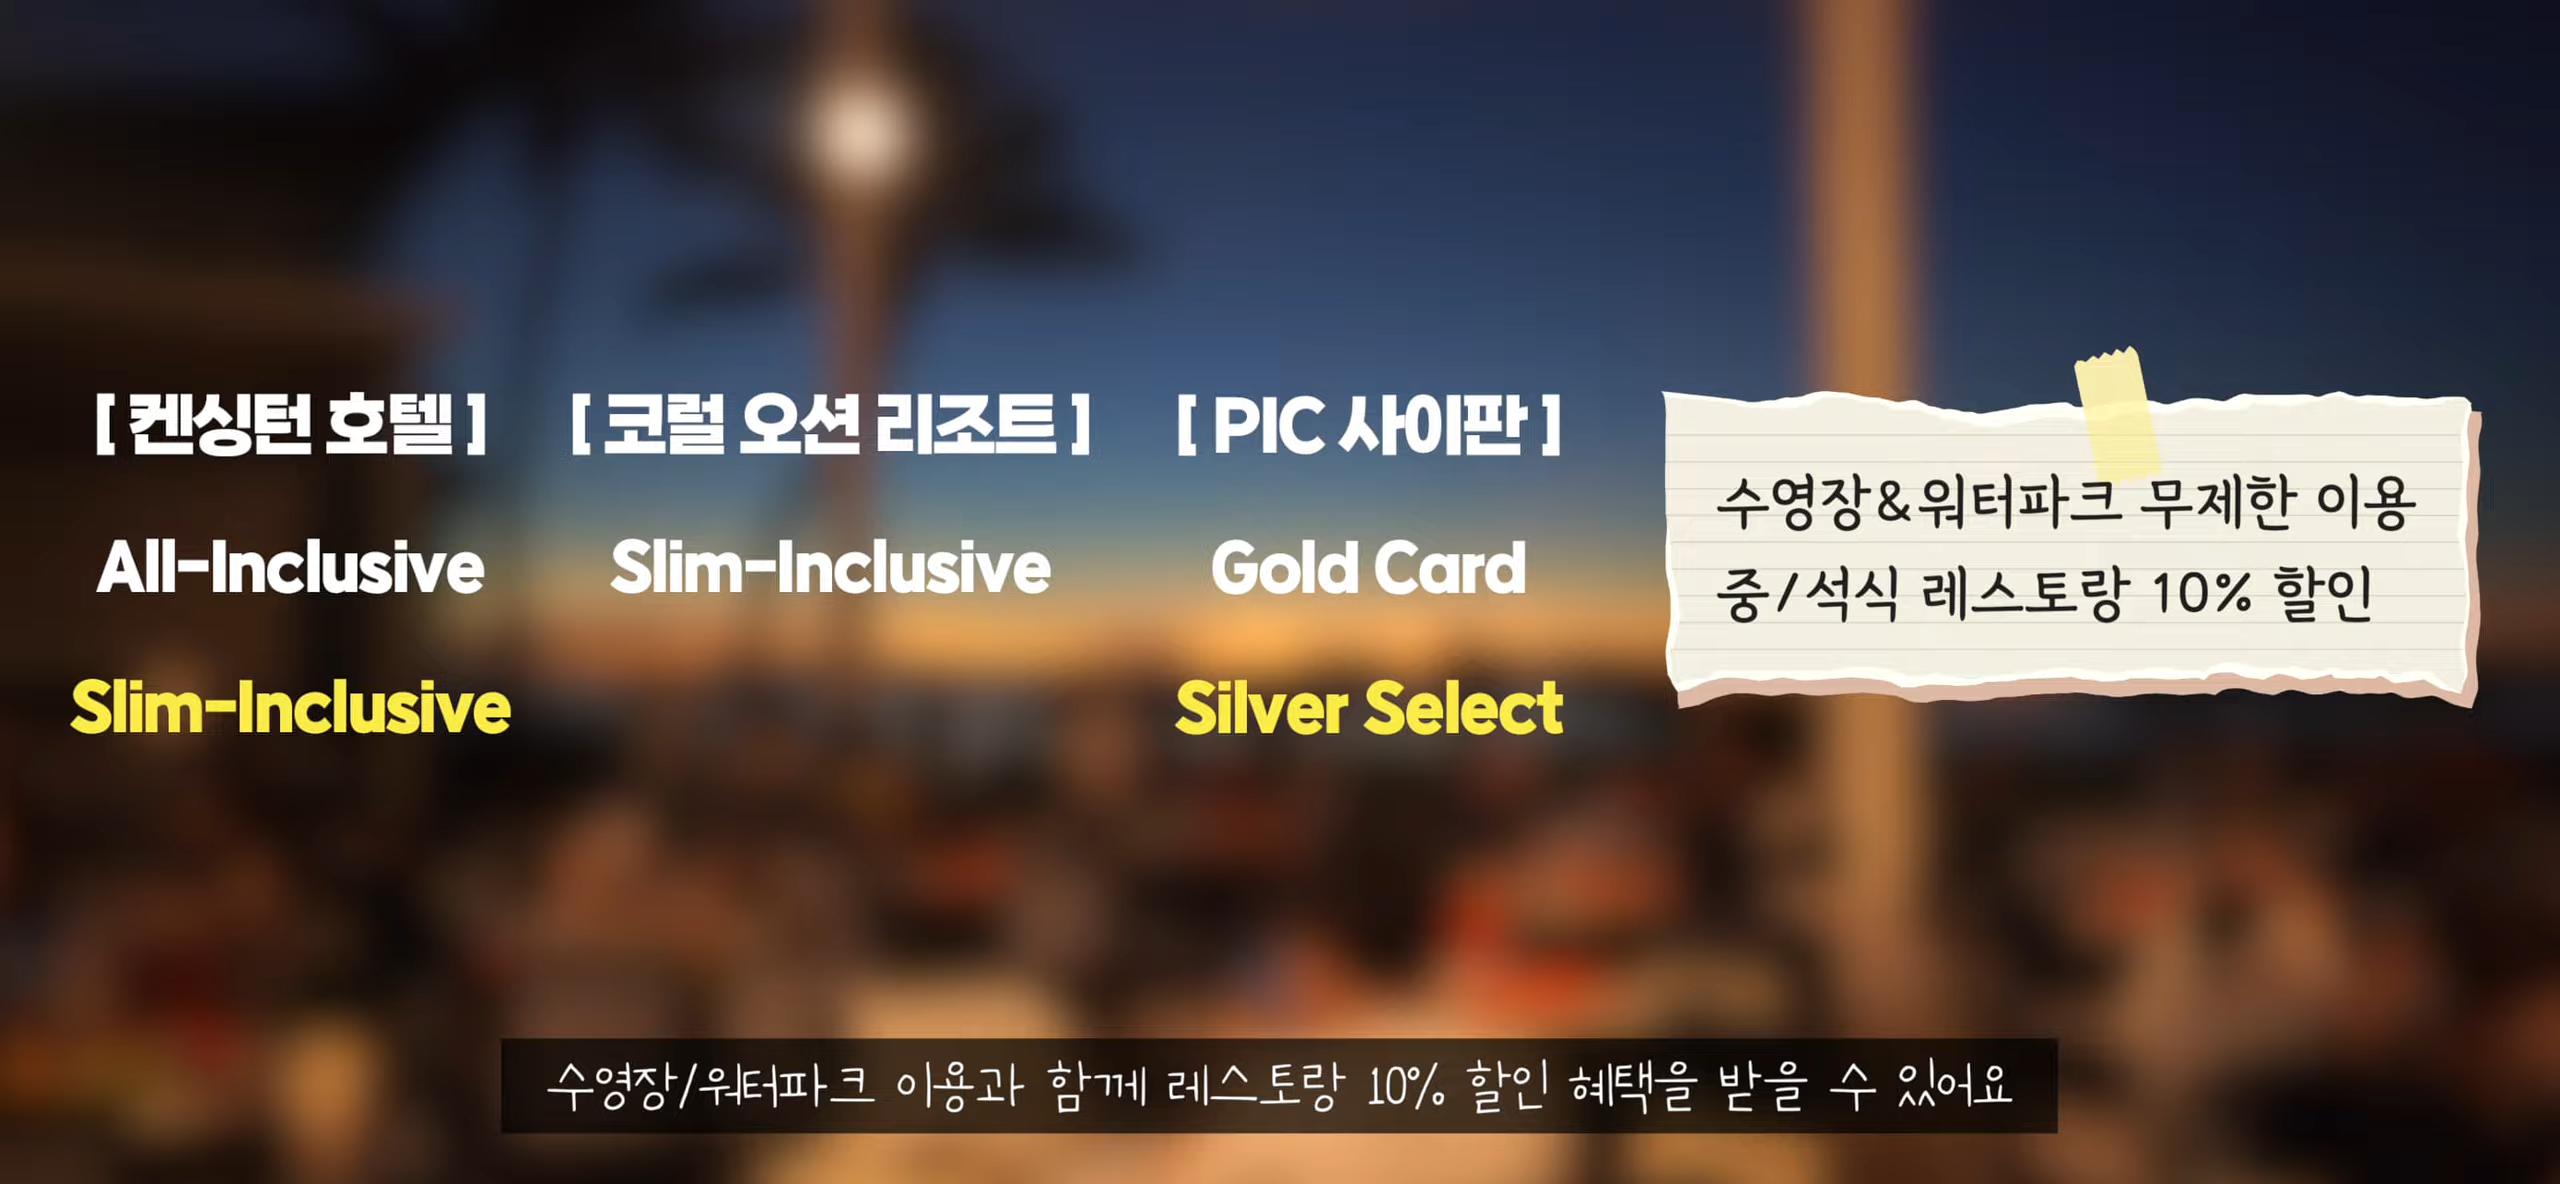 [ 켄싱턴 호텔 ]
All-Inclusive
Slim-Inclusive
[ 코럴 오션 리조트 ]
Slim-Inclusive
[ PIC 사이판 ]
Gold Card
Silver Select
수영장&워터파크 무제한 이용
중/석식 레스토랑 10% 할인
수영장/워터파크 이용과 함께 레스토랑 10% 할인 혜택을 받을 수 있어요